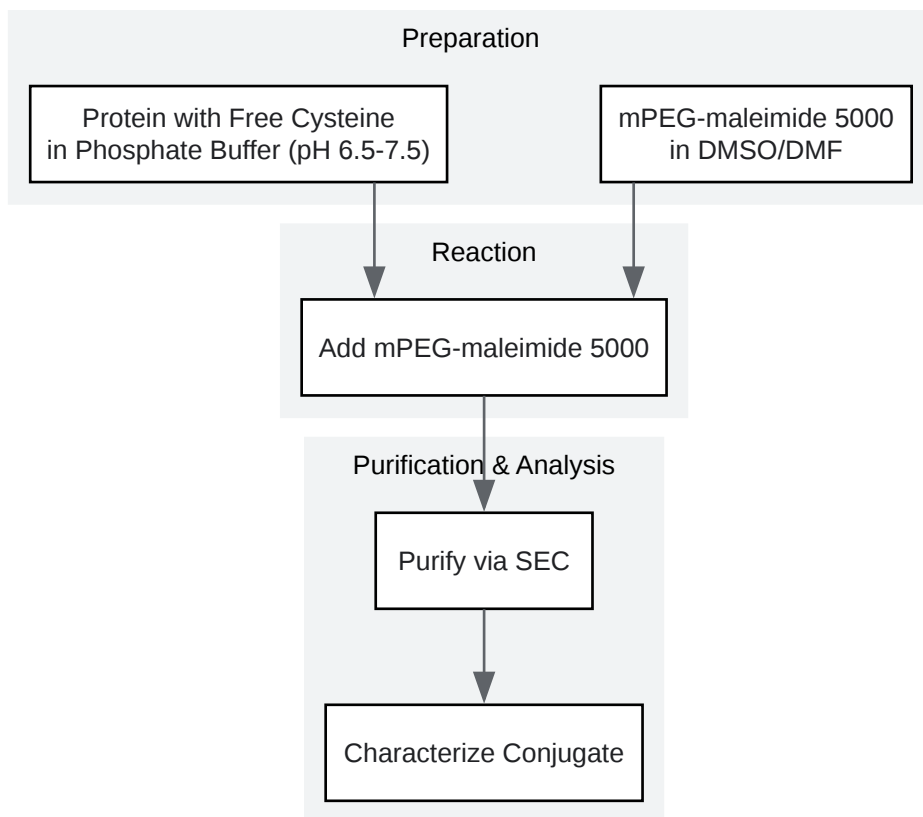 Preparation
Protein with Free Cysteine
in Phosphate Buffer (pH 6.5-7.5)
mPEG-maleimide 5000
in DMSO/DMF
Reaction
Add mPEG-maleimide 5000
Purification & Analysis
Purify via SEC
Characterize Conjugate